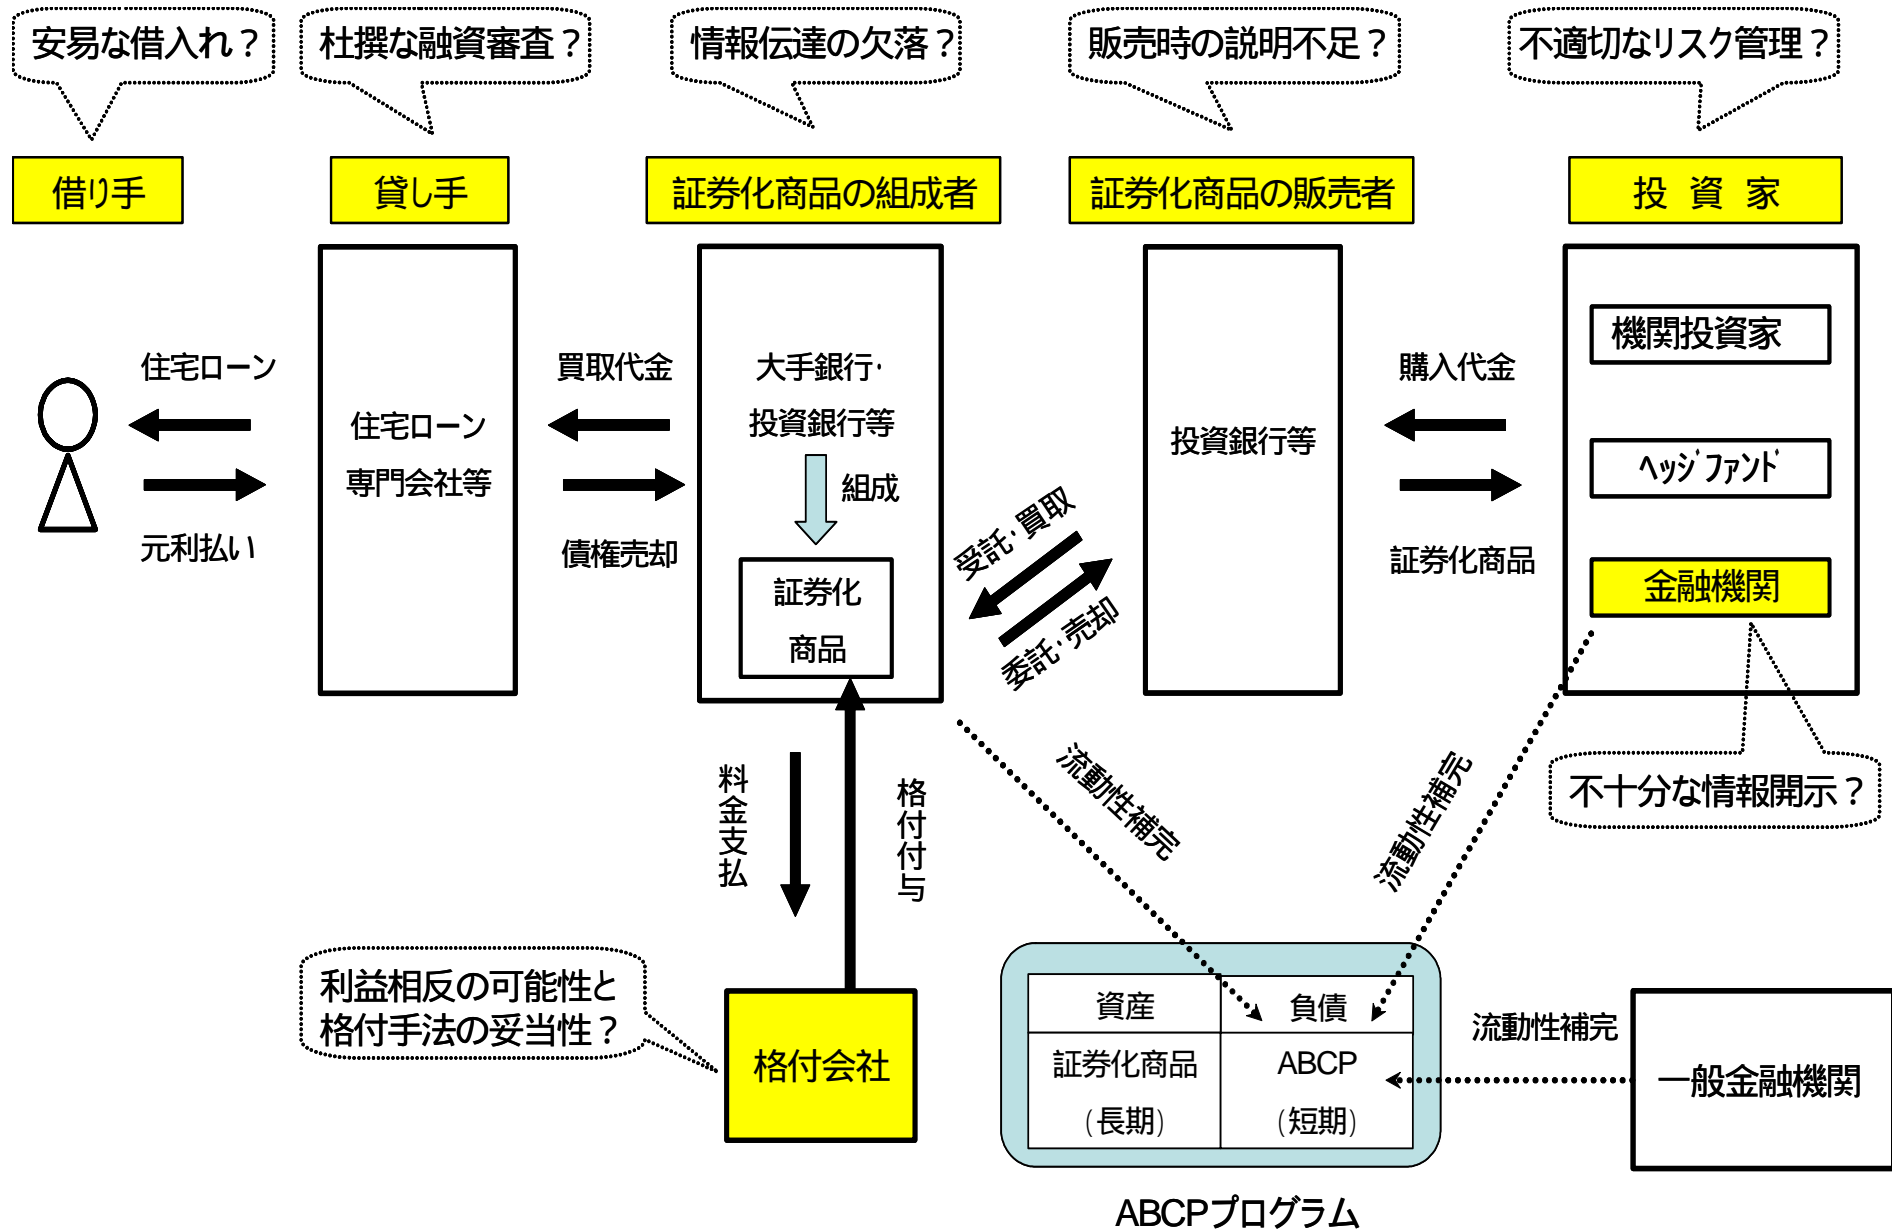 安易な借入れ？
杜撰な融資審査？
情報伝達の欠落？
販売時の説明不足？
不適切なリスク管理？
借り手
貸し手
証券化商品の組成者
証券化商品の販売者
投 資 家
住宅ローン
元利払い
住宅ローン
専門会社等
買取代金
債権売却
大手銀行・
投資銀行等
組成
証券化
商品
受託・買取
委託・売却
投資銀行等
購入代金
証券化商品
機関投資家
ﾍｯｼﾞﾌｧﾝﾄﾞ
金融機関
不十分な情報開示？
料金支払
格付付与
流動性補完
流動性補完
利益相反の可能性と
格付手法の妥当性？
格付会社
資産
負債
証券化商品
(長期)
ABCP
(短期)
流動性補完
一般金融機関
ABCPプログラム